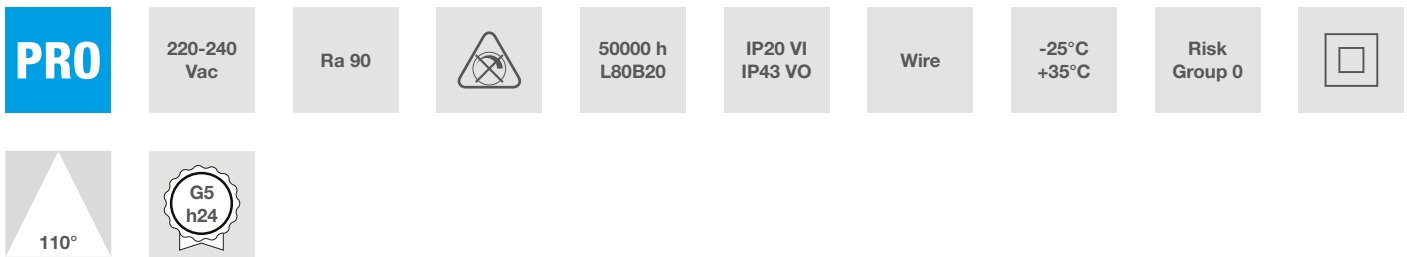 PRO
220-240
Vac
Ra 90
50000 h
L80B20
IP20 VI
IP43 VO
Wire
-25°C
+35°C
Risk
Group 0
110°
G5
h24